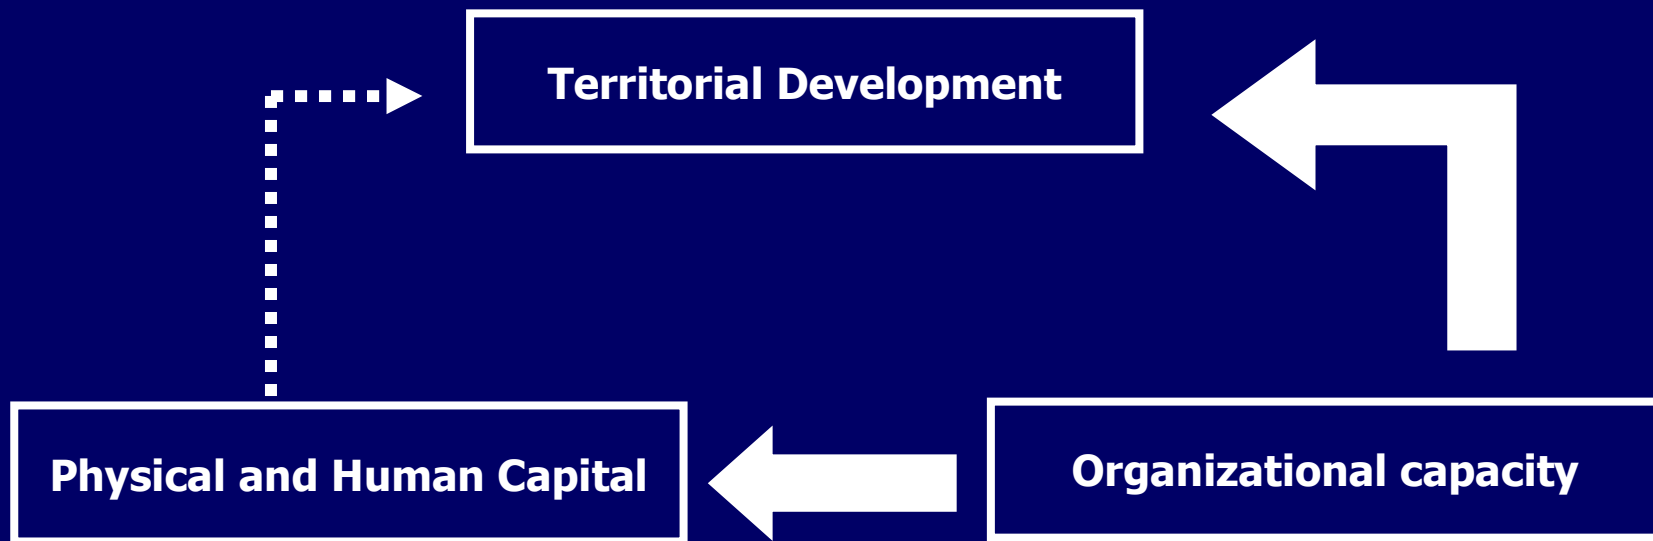 Territorial Development
Physical and Human Capital
Organizational capacity